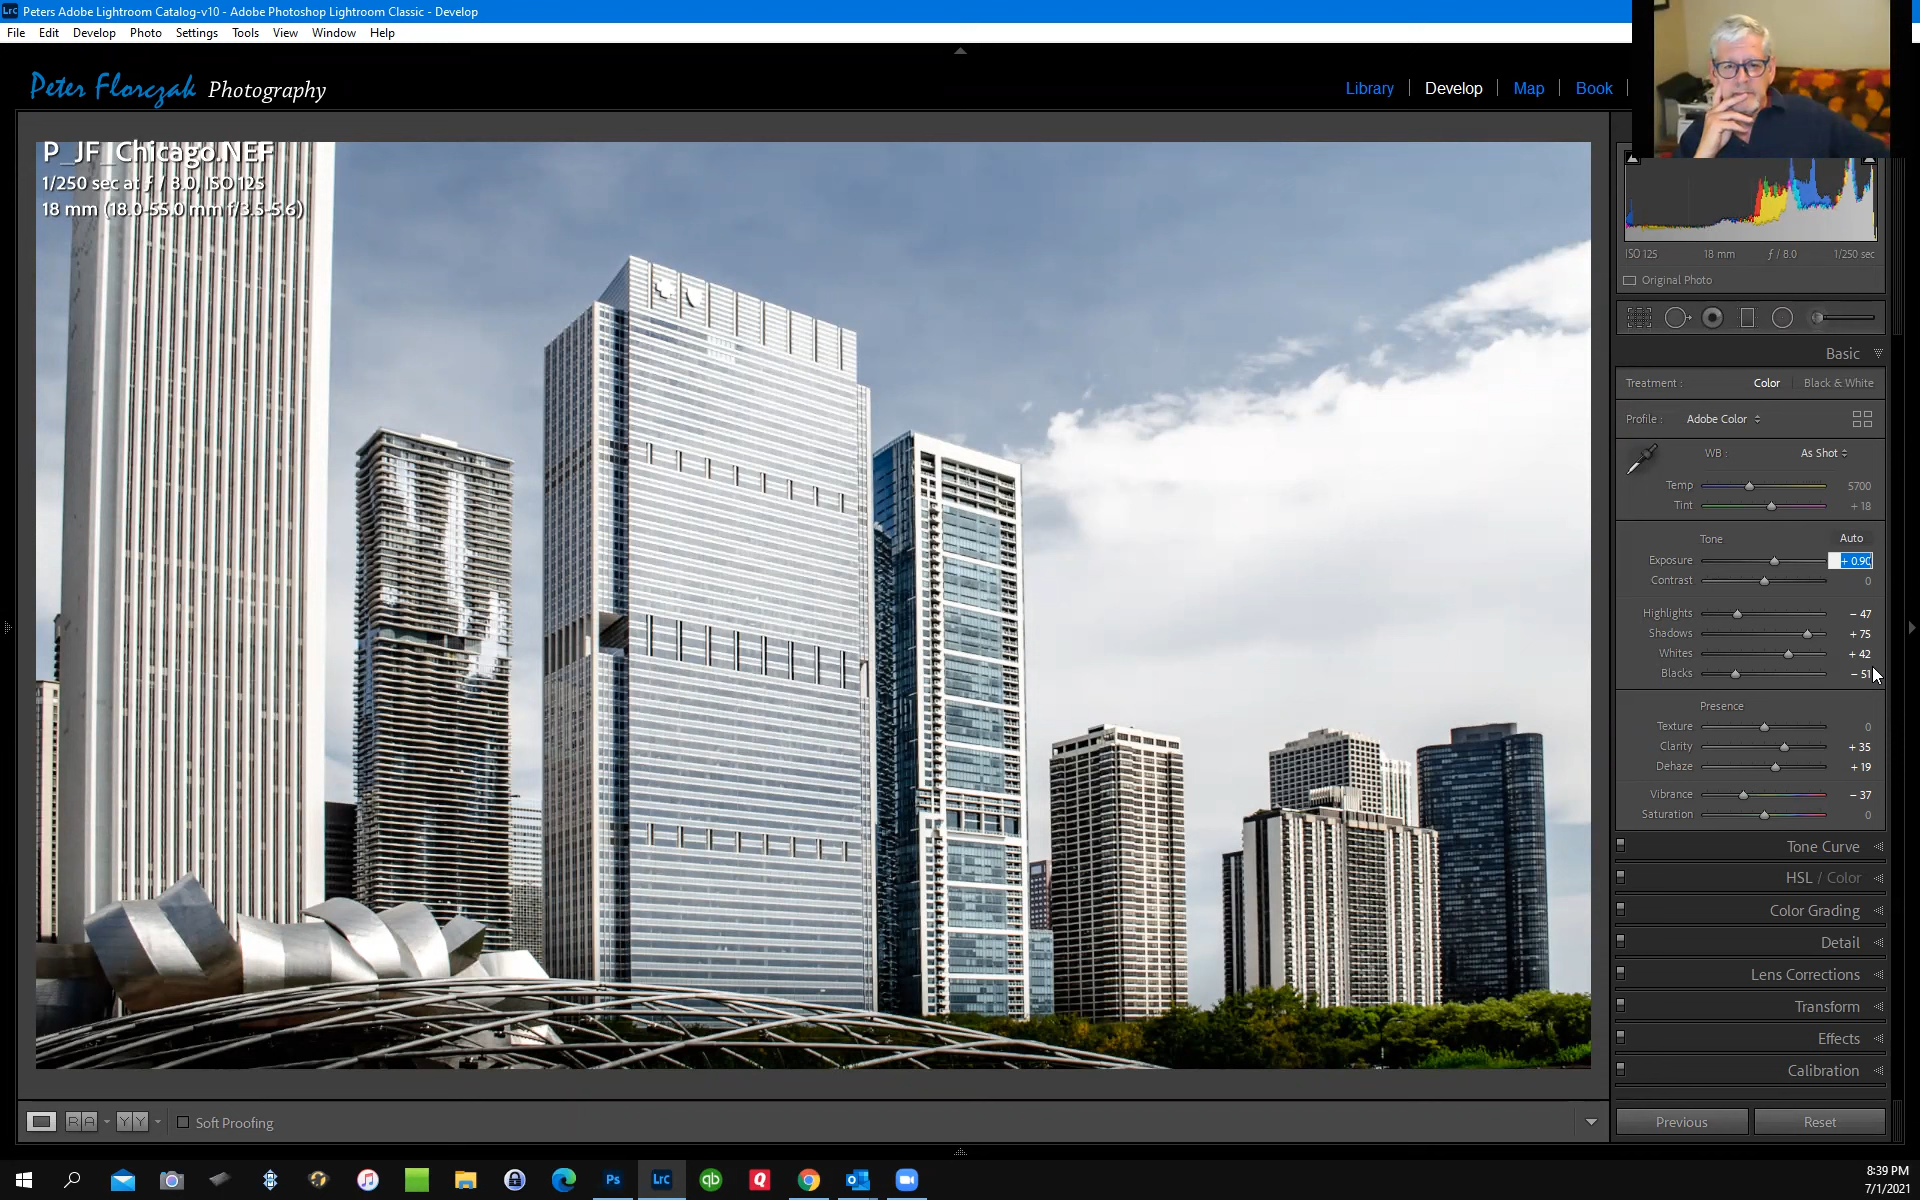 Peters Adobe Lightroom Catalog-v10 - Adobe Photoshop Lightroom Classic - Develop
File Edit Develop Photo Settings Tools View Window Help
Peter Florczak Photography
Library | Develop | Map | Book |
P_JF_Chicago.NEF
1/250 sec at ƒ / 8.0, ISO 125
18 mm (18.0-55.0 mm f/3.5-5.6)
ISO 125 18 mm ƒ / 8.0 1/250 sec
Original Photo
Basic
Treatment : Color Black & White
Profile : Adobe Color
WB : As Shot
Temp 5700
Tint + 18
Tone Auto
Exposure + 0.90
Contrast 0
Highlights – 47
Shadows + 75
Whites + 42
Blacks – 51
Presence
Texture 0
Clarity + 35
Dehaze + 19
Vibrance – 37
Saturation 0
Tone Curve
HSL / Color
Color Grading
Detail
Lens Corrections
Transform
Effects
Calibration
R A Y Y Soft Proofing
Previous Reset
Ps Lrc qb Q
8:39 PM
7/1/2021